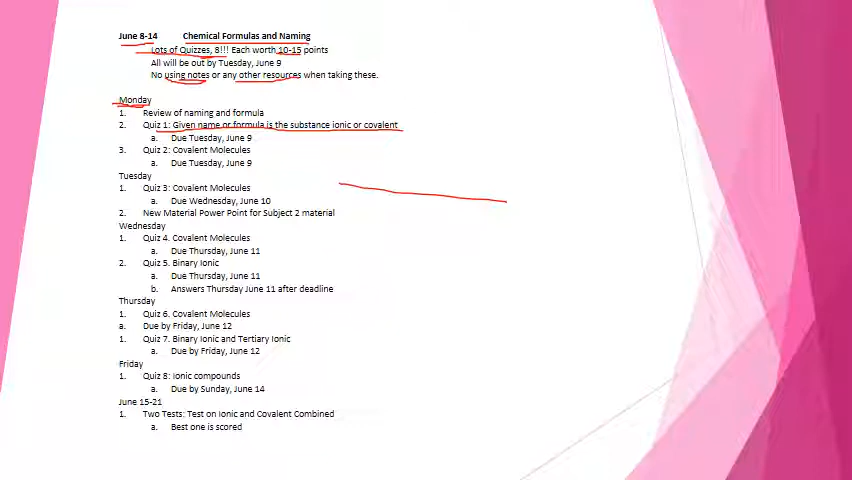 June 8-14 Chemical Formulas and Naming
Lots of Quizzes, 8!!! Each worth 10-15 points
All will be out by Tuesday, June 9
No using notes or any other resources when taking these.
Monday
1. Review of naming and formula
2. Quiz 1: Given name or formula is the substance ionic or covalent
a. Due Tuesday, June 9
3. Quiz 2: Covalent Molecules
a. Due Tuesday, June 9
Tuesday
1. Quiz 3: Covalent Molecules
a. Due Wednesday, June 10
2. New Material Power Point for Subject 2 material
Wednesday
1. Quiz 4. Covalent Molecules
a. Due Thursday, June 11
2. Quiz 5. Binary Ionic
a. Due Thursday, June 11
b. Answers Thursday June 11 after deadline
Thursday
1. Quiz 6. Covalent Molecules
a. Due by Friday, June 12
1. Quiz 7. Binary Ionic and Tertiary Ionic
a. Due by Friday, June 12
Friday
1. Quiz 8: Ionic compounds
a. Due by Sunday, June 14
June 15-21
1. Two Tests: Test on Ionic and Covalent Combined
a. Best one is scored